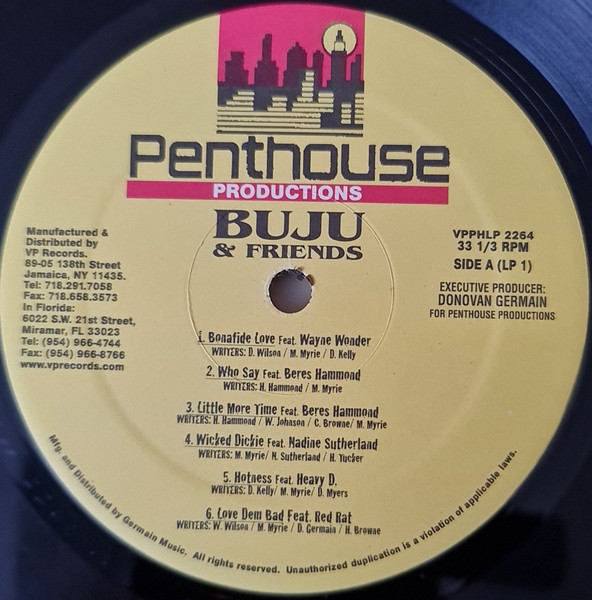 Penthouse
PRODUCTIONS
BUJU
& FRIENDS
Manufactured &
Distributed by
VP Records.
89-05 138th Street
Jamaica, NY 11435.
Tel: 718.291.7058
Fax: 718.658.3573
In Florida:
6022 S.W. 21st Street,
Miramar, FL 33023
Tel: (954) 966-4744
Fax: (954) 966-8766
www.vprecords.com
VPPHLP 2264
33 1/3 RPM
SIDE A (LP 1)
EXECUTIVE PRODUCER:
DONOVAN GERMAIN
FOR PENTHOUSE PRODUCTIONS
1. Bonafide Love Feat. Wayne Wonder
WRITERS: D. Wilson / M. Myrie / D. Kelly
2. Who Say Feat. Beres Hammond
WRITERS: H. Hammond / M. Myrie
3. Little More Time Feat. Beres Hammond
WRITERS: H. Hammond / W. Johnson / C. Browne/ M. Myrie
4. Wicked Dickie Feat. Nadine Sutherland
WRITERS: M. Myrie/ N. Sutherland / H. Tucker
5. Hotness Feat. Heavy D.
WRITERS: D. Kelly/ M. Myrie/ D. Myers
6. Love Dem Bad Feat. Red Rat
WRITERS: W. Wilson / M. Myrie / D. Germain / H. Browne
Mfg. and Distributed by Germain Music. All rights reserved. Unauthorized duplication is a violation of applicable laws.